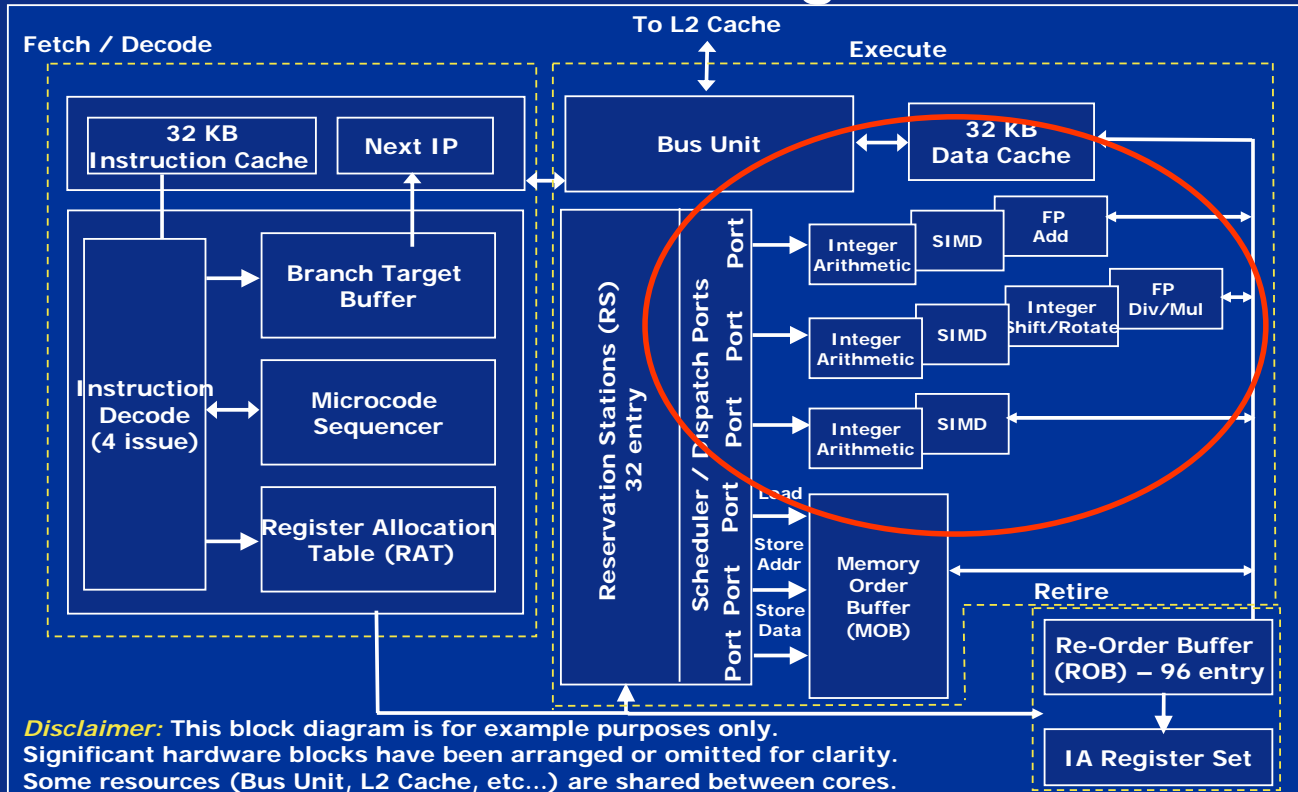 To L2 Cache
Fetch / Decode
Execute
32 KB
Instruction Cache
Next IP
Bus Unit
32 KB
Data Cache
Instruction
Decode
(4 issue)
Branch Target
Buffer
Microcode
Sequencer
Register Allocation
Table (RAT)
Reservation Stations (RS)
32 entry
Scheduler / Dispatch Ports
Port
Port
Port
Port
Port
Port
Integer
Arithmetic
SIMD
FP
Add
Integer
Arithmetic
SIMD
Integer
Shift/Rotate
FP
Div/Mul
Integer
Arithmetic
SIMD
Load
Store
Addr
Store
Data
Memory
Order
Buffer
(MOB)
Retire
Re-Order Buffer
(ROB) – 96 entry
IA Register Set
Disclaimer: This block diagram is for example purposes only.
Significant hardware blocks have been arranged or omitted for clarity.
Some resources (Bus Unit, L2 Cache, etc...) are shared between cores.